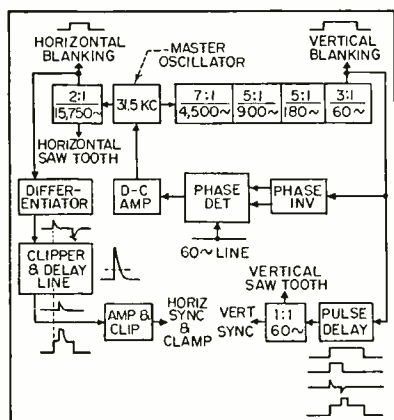 HORIZONTAL
BLANKING
MASTER
OSCILLATOR
VERTICAL
BLANKING
2:1
15,750~
31.5 KC
7:1
4,500~
5:1
900~
5:1
180~
3:1
60~
HORIZONTAL
SAW TOOTH
DIFFER-
ENTIATOR
D-C
AMP
PHASE
DET
PHASE
INV
60~ LINE
CLIPPER
& DELAY
LINE
VERTICAL
SAW TOOTH
AMP &
CLIP
HORIZ
SYNC
&
CLAMP
VERT
SYNC
1:1
60~
PULSE
DELAY